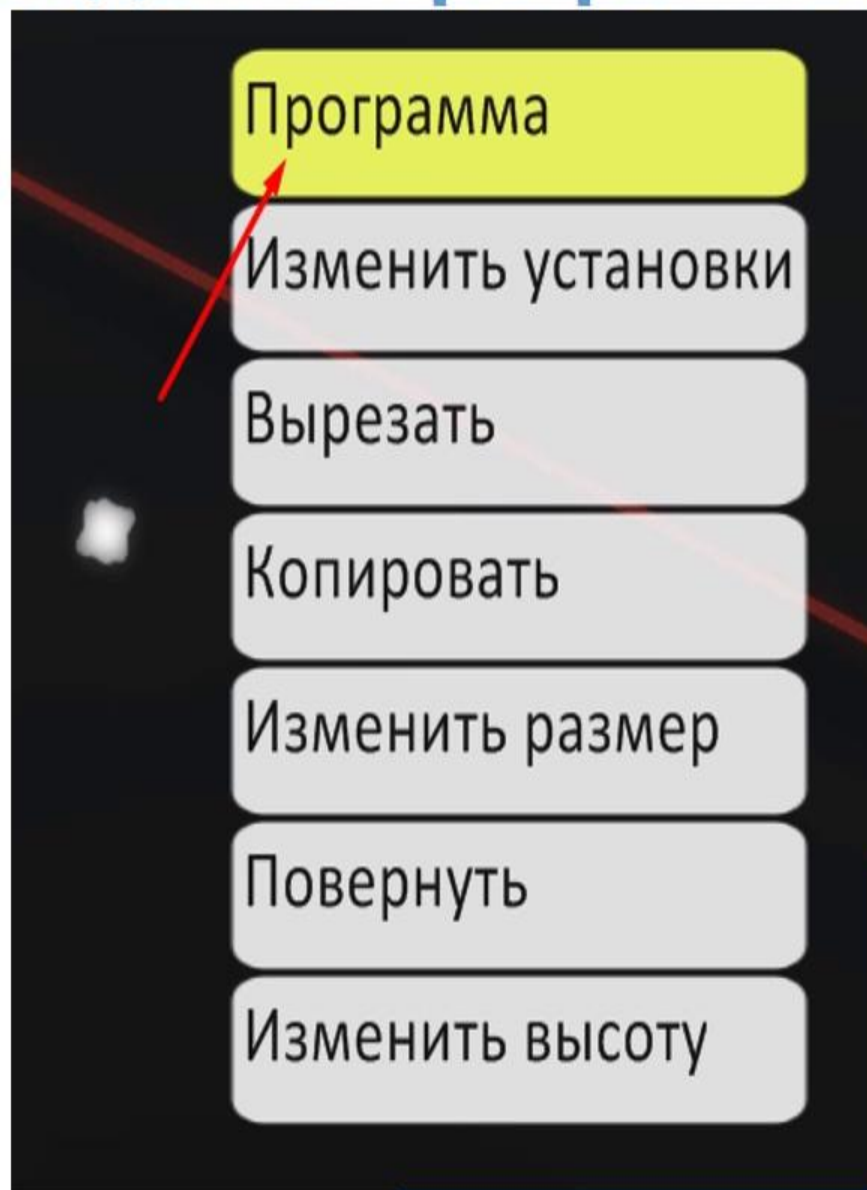 Программа
Изменить установки
Вырезать
Копировать
Изменить размер
Повернуть
Изменить высоту